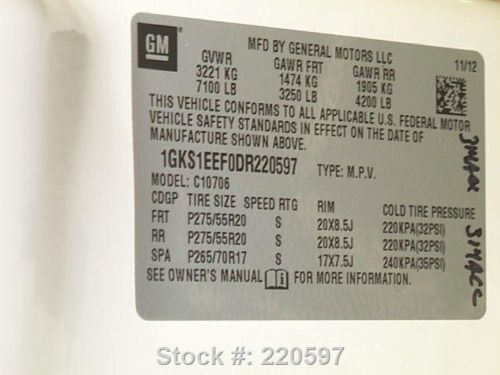 GM
MFD BY GENERAL MOTORS LLC
11/12
GVWR GAWR FRT GAWR RR
3221 KG 1474 KG 1905 KG
7100 LB 3250 LB 4200 LB
THIS VEHICLE CONFORMS TO ALL APPLICABLE U.S. FEDERAL MOTOR
VEHICLE SAFETY STANDARDS IN EFFECT ON THE DATE OF
MANUFACTURE SHOWN ABOVE.
1GKS1EEF0DR220597 TYPE: M.P.V.
MODEL: C10706
CDGP TIRE SIZE SPEED RTG RIM COLD TIRE PRESSURE
FRT P275/55R20 S 20X8.5J 220KPA(32PSI)
RR P275/55R20 S 20X8.5J 220KPA(32PSI)
SPA P265/70R17 S 17X7.5J 240KPA(35PSI)
SEE OWNER'S MANUAL FOR MORE INFORMATION.
Stock #: 220597